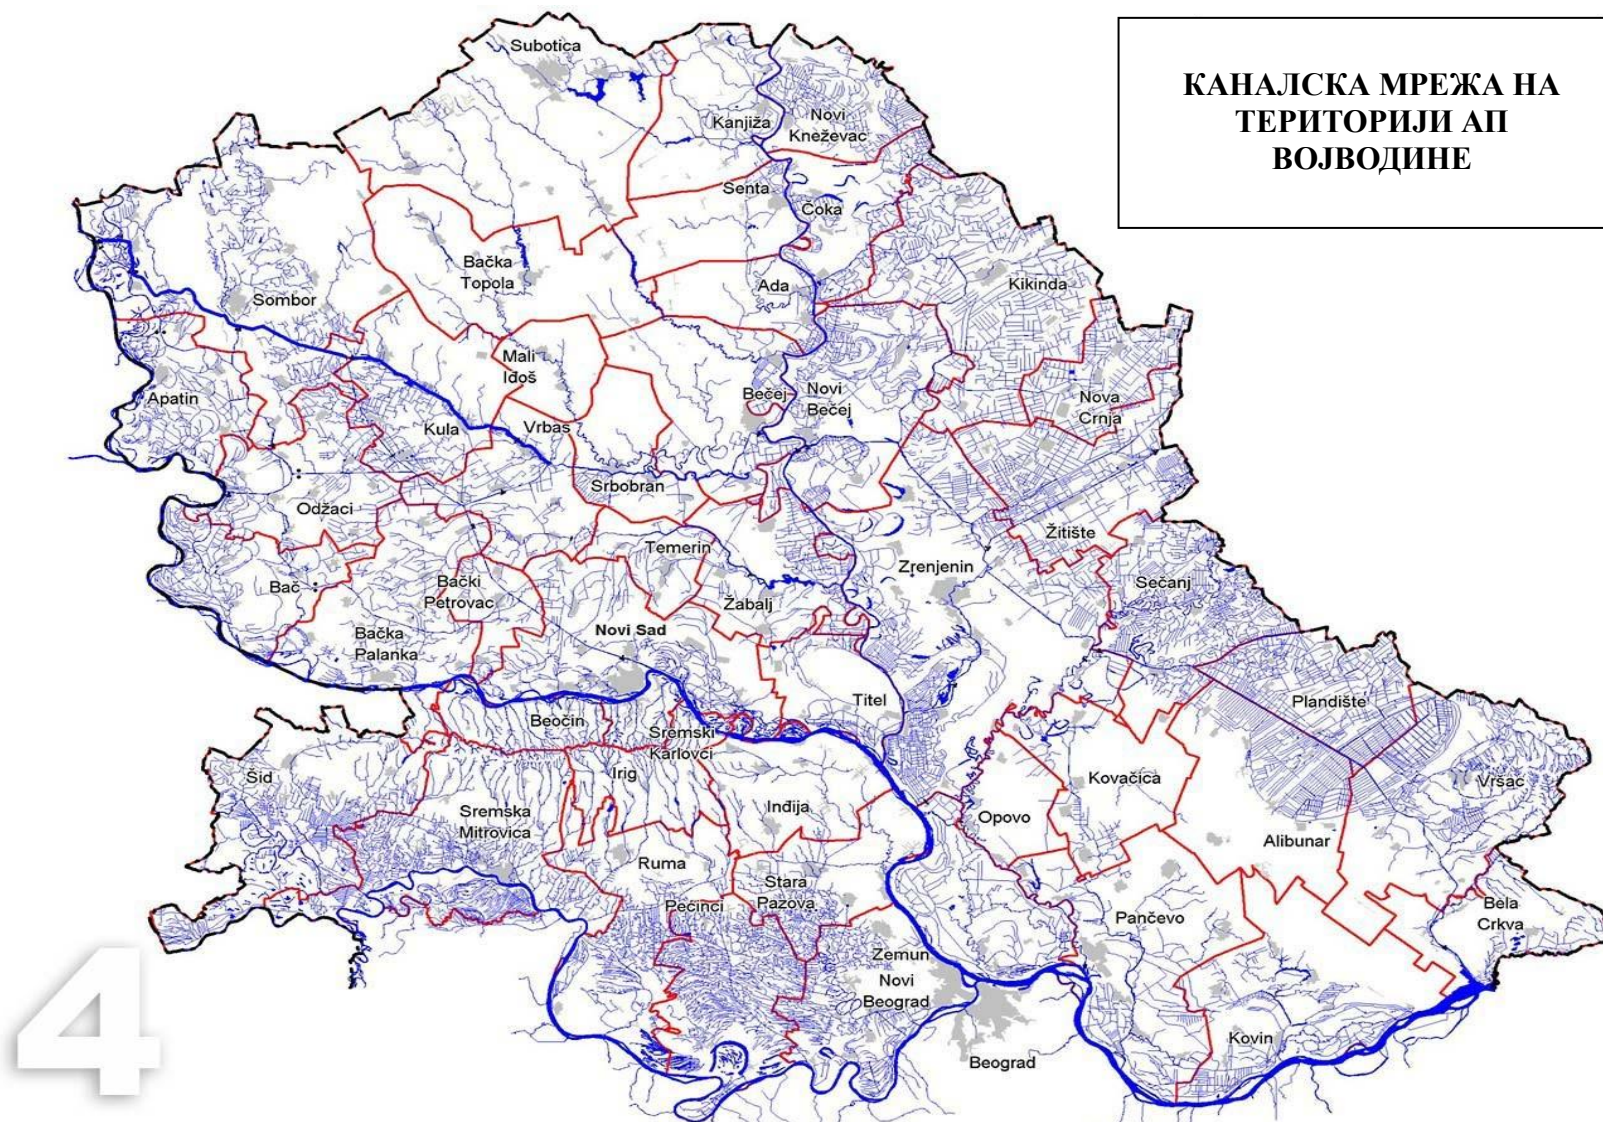 КАНАЛСКА МРЕЖА НА
ТЕРИТОРИЈИ АП
ВОЈВОДИНЕ
Subotica
Kanjiža
Novi
Kneževac
Senta
Čoka
Bačka
Topola
Ada
Kikinda
Sombor
Mali
Iđoš
Apatin
Bečej
Novi
Bečej
Nova
Crnja
Kula
Vrbas
Srbobran
Odžaci
Žitište
Temerin
Zrenjenin
Sečanj
Bač
Bački
Petrovac
Žabalj
Bačka
Palanka
Novi Sad
Titel
Plandište
Beočin
Sremski
Karlovci
Šid
Irig
Kovačica
Vršac
Sremska
Mitrovica
Inđija
Opovo
Alibunar
Ruma
Stara
Pazova
Pećinci
Pančevo
Bela
Crkva
Zemun
Novi
Beograd
Kovin
Beograd
4